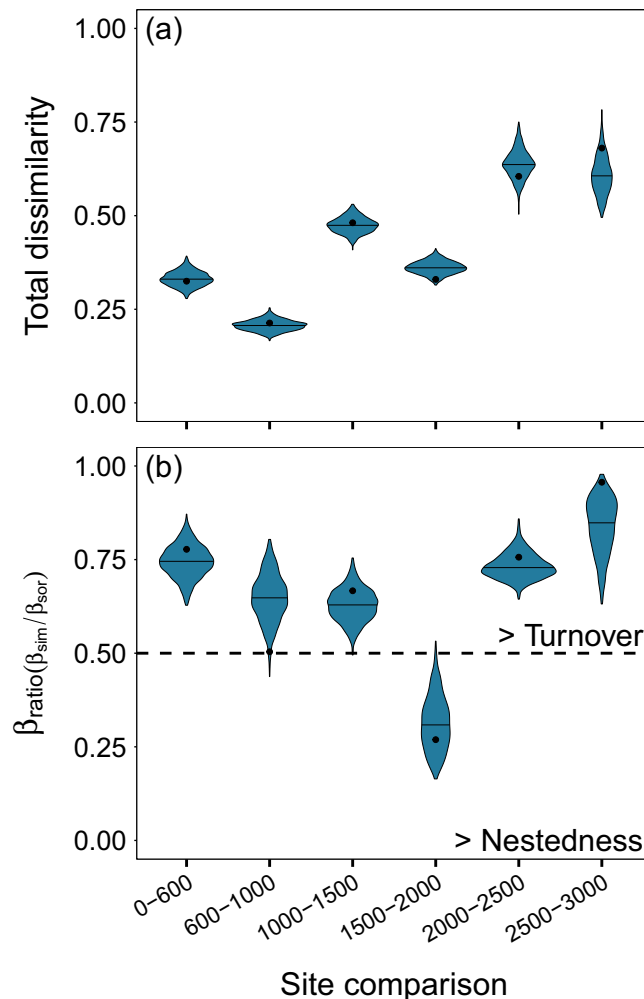 (a)
1.00
0.75
0.50
0.25
0.00
Total dissimilarity
(b)
1.00
0.75
0.50
0.25
0.00
βratio(βsim/βsor)
> Turnover
> Nestedness
0−600
600−1000
1000−1500
1500−2000
2000−2500
2500−3000
Site comparison